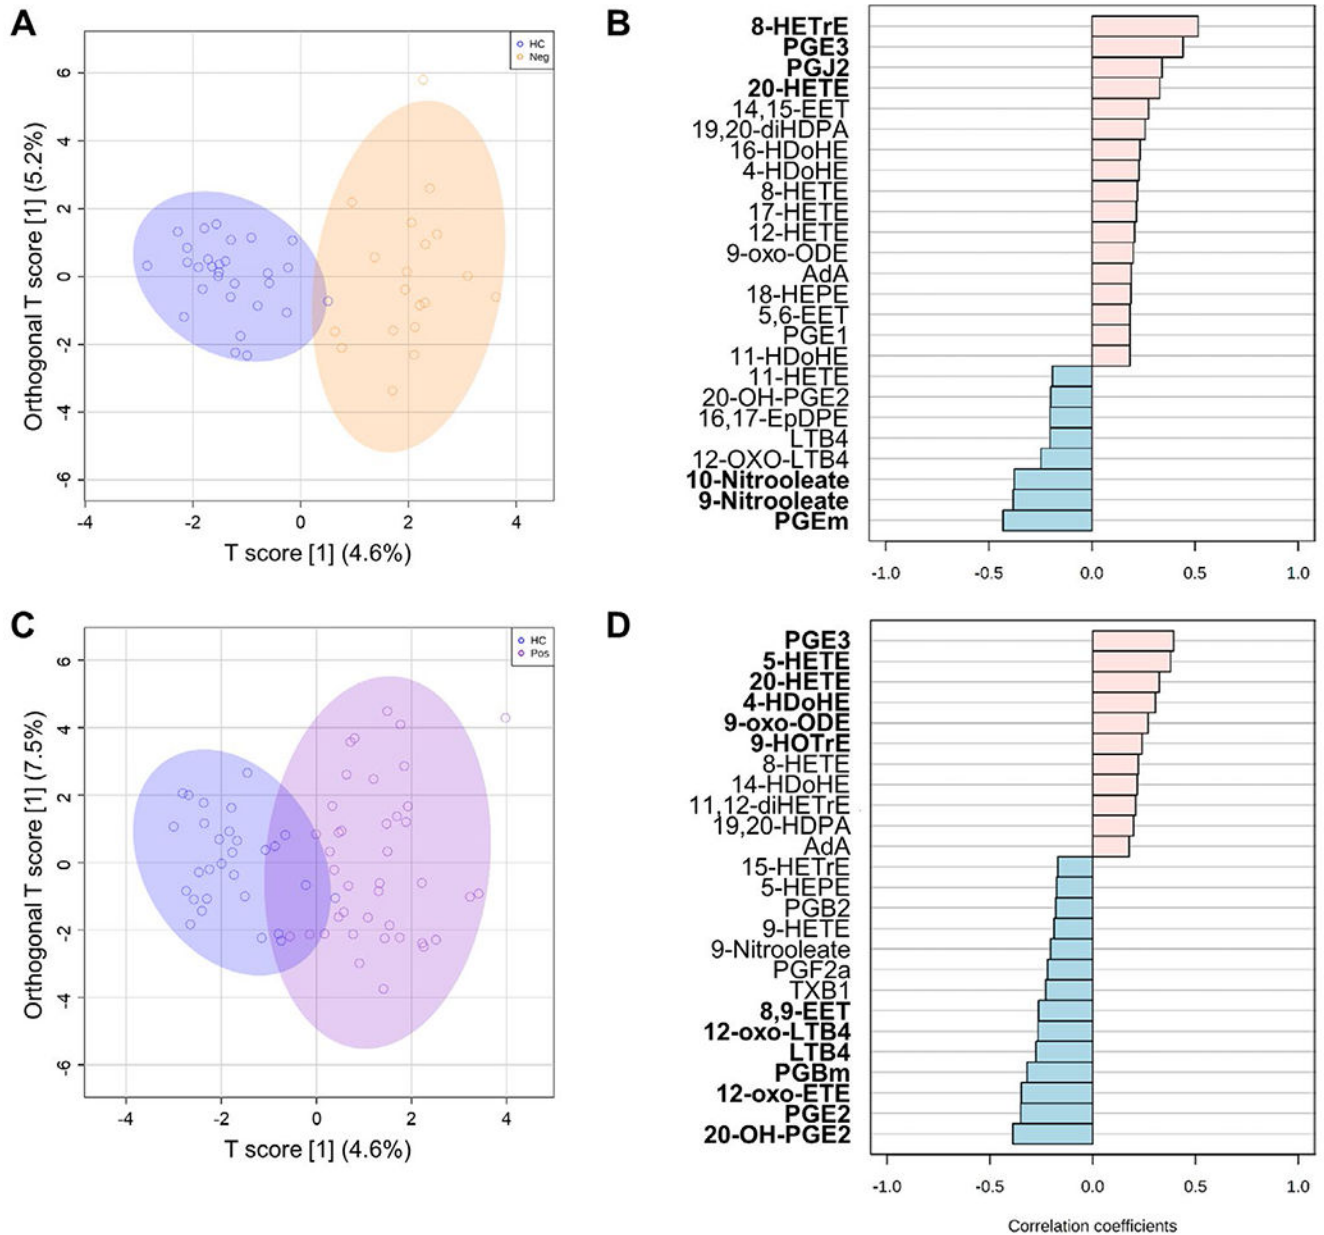 A
HC
Neg
Orthogonal T score [1] (5.2%)
6
4
2
0
-2
-4
-6
-4
-2
0
2
4
T score [1] (4.6%)
B
8-HETrE
PGE3
PGJ2
20-HETE
14,15-EET
19,20-diHDPA
16-HDoHE
4-HDoHE
8-HETE
17-HETE
12-HETE
9-oxo-ODE
AdA
18-HEPE
5,6-EET
PGE1
11-HDoHE
11-HETE
20-OH-PGE2
16,17-EpDPE
LTB4
12-OXO-LTB4
10-Nitrooleate
9-Nitrooleate
PGEm
-1.0
-0.5
0.0
0.5
1.0
C
HC
Pos
Orthogonal T score [1] (7.5%)
6
4
2
0
-2
-4
-6
-4
-2
0
2
4
T score [1] (4.6%)
D
PGE3
5-HETE
20-HETE
4-HDoHE
9-oxo-ODE
9-HOTrE
8-HETE
14-HDoHE
11,12-diHETrE
19,20-HDPA
AdA
15-HETrE
5-HEPE
PGB2
9-HETE
9-Nitrooleate
PGF2a
TXB1
8,9-EET
12-oxo-LTB4
LTB4
PGBm
12-oxo-ETE
PGE2
20-OH-PGE2
-1.0
-0.5
0.0
0.5
1.0
Correlation coefficients